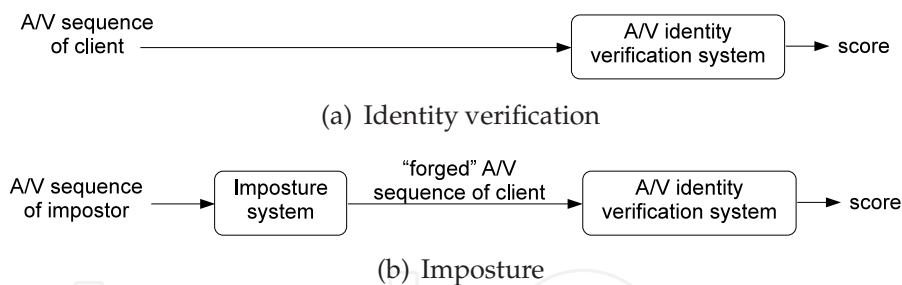 A/V sequence
of client
A/V identity
verification system
score
(a) Identity verification
A/V sequence
of impostor
Imposture
system
“forged” A/V
sequence of client
A/V identity
verification system
score
(b) Imposture